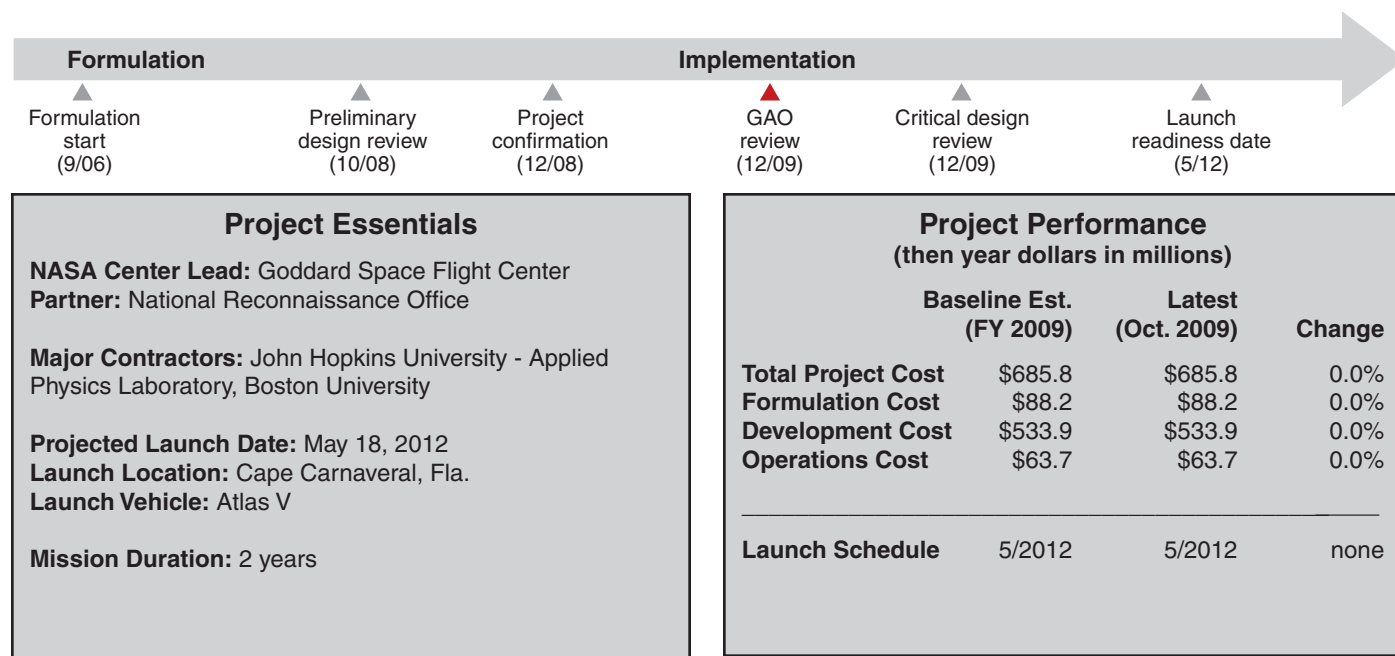 Formulation
Implementation
Formulation
start
(9/06)
Preliminary
design review
(10/08)
Project
confirmation
(12/08)
GAO
review
(12/09)
Critical design
review
(12/09)
Launch
readiness date
(5/12)
Project Essentials
NASA Center Lead: Goddard Space Flight Center
Partner: National Reconnaissance Office
Major Contractors: John Hopkins University - Applied
Physics Laboratory, Boston University
Projected Launch Date: May 18, 2012
Launch Location: Cape Carnaveral, Fla.
Launch Vehicle: Atlas V
Mission Duration: 2 years
Project Performance
(then year dollars in millions)
Baseline Est. Latest
(FY 2009) (Oct. 2009) Change
Total Project Cost $685.8 $685.8 0.0%
Formulation Cost $88.2 $88.2 0.0%
Development Cost $533.9 $533.9 0.0%
Operations Cost $63.7 $63.7 0.0%
Launch Schedule 5/2012 5/2012 none